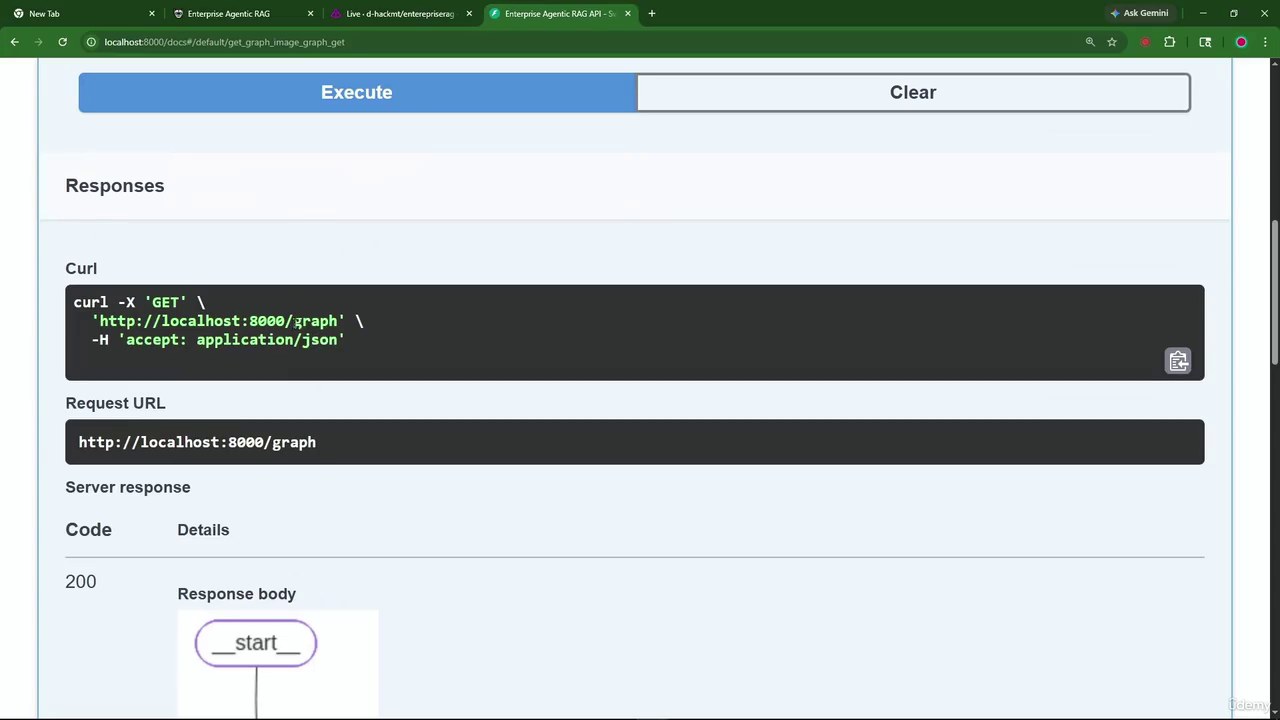 New Tab
Enterprise Agentic RAG
Live - d-hackmt/enterepriserag
Enterprise Agentic RAG API - S
Ask Gemini
localhost:8000/docs#/default/get_graph_image_graph_get
Execute
Clear
Responses
Curl
curl -X 'GET' \
'http://localhost:8000/graph' \
-H 'accept: application/json'
Request URL
http://localhost:8000/graph
Server response
Code
Details
200
Response body
__start__
Udemy